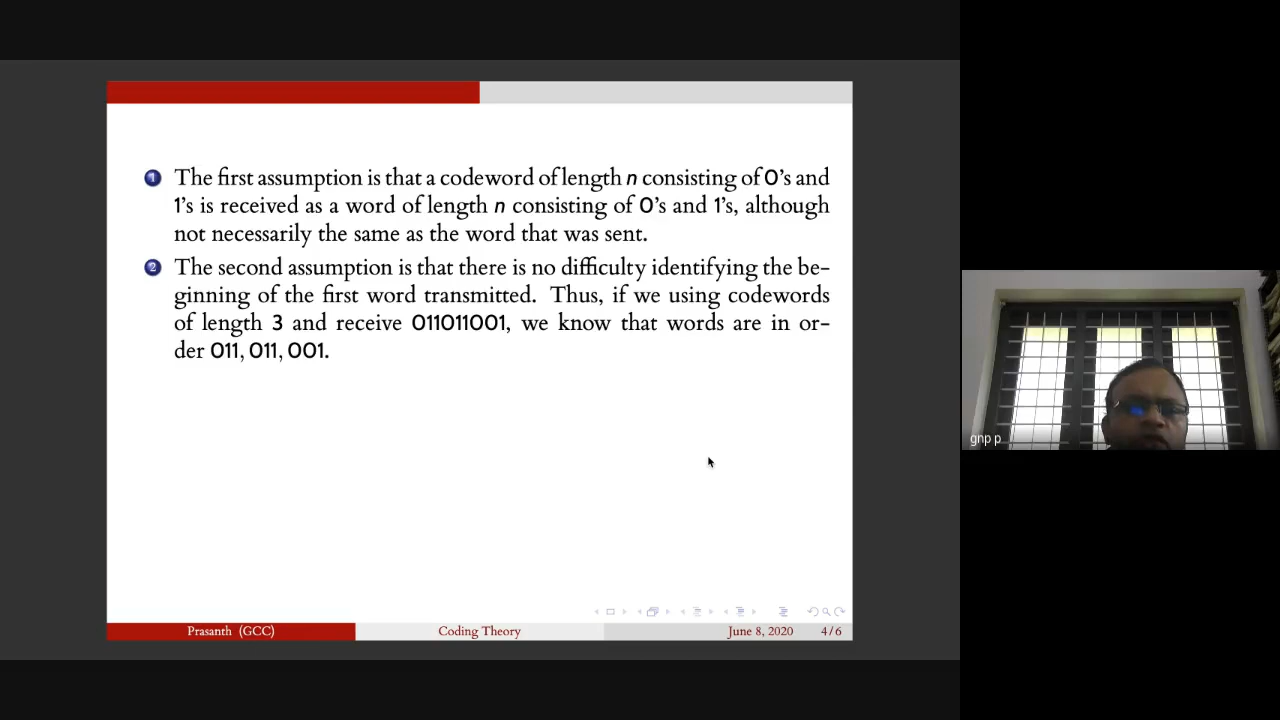 1 The first assumption is that a codeword of length n consisting of 0's and
1's is received as a word of length n consisting of 0's and 1's, although
not necessarily the same as the word that was sent.
2 The second assumption is that there is no difficulty identifying the be-
ginning of the first word transmitted. Thus, if we using codewords
of length 3 and receive 011011001, we know that words are in or-
der 011, 011, 001.
gnp p
Prasanth (GCC) Coding Theory June 8, 2020 4/6